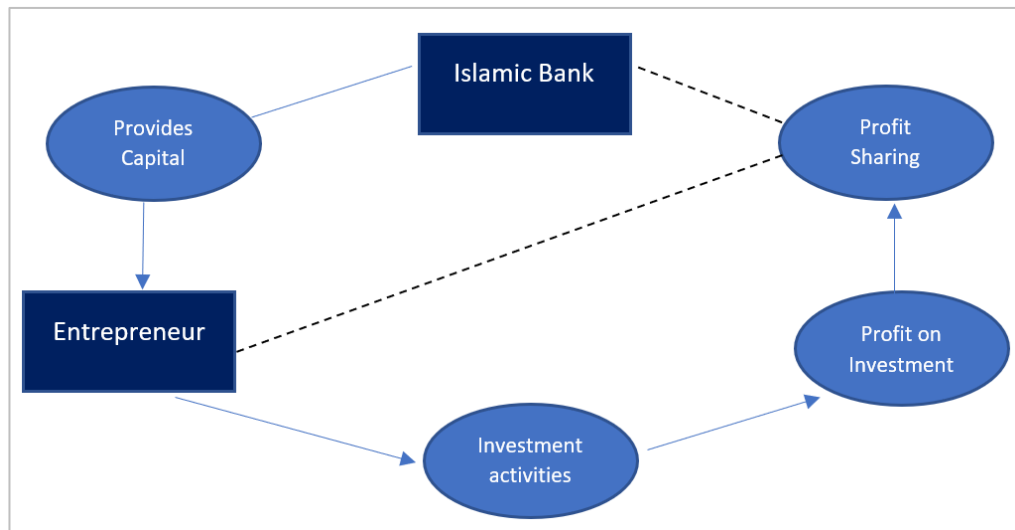 Islamic Bank
Provides
Capital
Profit
Sharing
Entrepreneur
Profit on
Investment
Investment
activities